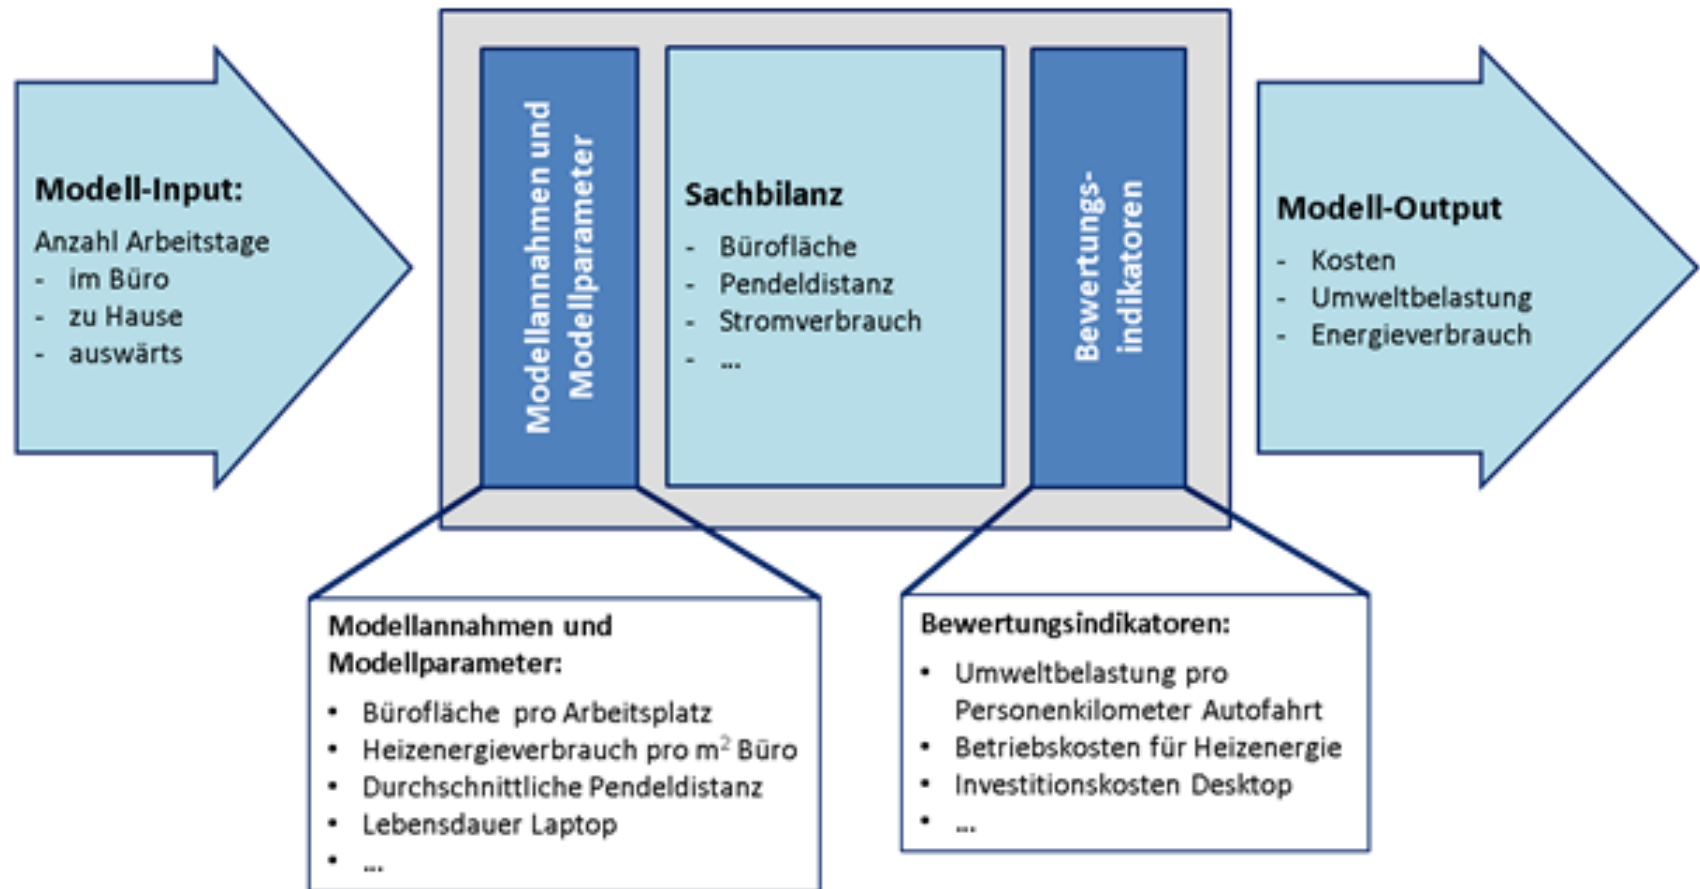 Modell-Input:
Anzahl Arbeitstage
- im Büro
- zu Hause
- auswärts
Modellannahmen und
Modellparameter
Sachbilanz
- Bürofläche
- Pendeldistanz
- Stromverbrauch
- ...
Bewertungs-
indikatoren
Modell-Output
- Kosten
- Umweltbelastung
- Energieverbrauch
Modellannahmen und
Modellparameter:
• Bürofläche pro Arbeitsplatz
• Heizenergieverbrauch pro m² Büro
• Durchschnittliche Pendeldistanz
• Lebensdauer Laptop
• ...
Bewertungsindikatoren:
• Umweltbelastung pro
Personenkilometer Autofahrt
• Betriebskosten für Heizenergie
• Investitionskosten Desktop
• ...